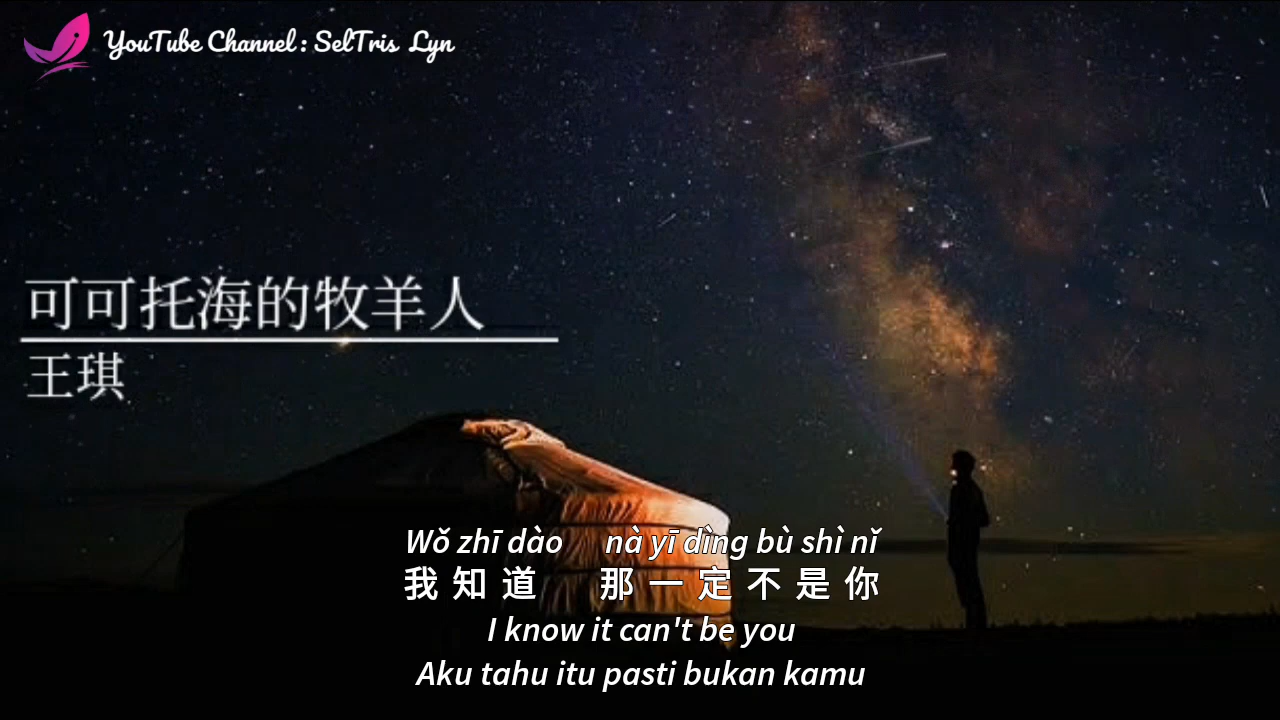 YouTube Channel : SelTris Lyn
可可托海的牧羊人
王琪
Wǒ zhī dào nà yī dìng bù shì nǐ
我知道 那一定不是你
I know it can't be you
Aku tahu itu pasti bukan kamu